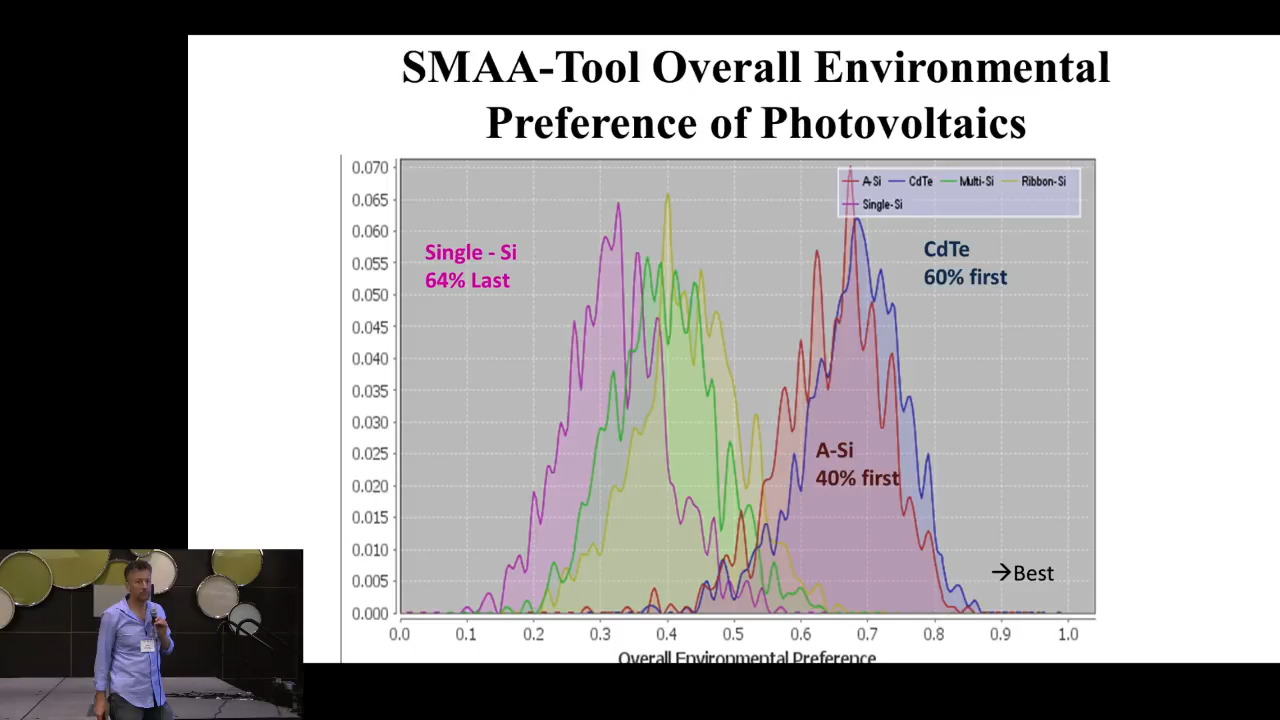 SMAA-Tool Overall Environmental
Preference of Photovoltaics
0.070
0.065
0.060
0.055
0.050
0.045
0.040
0.035
0.030
0.025
0.020
0.015
0.010
0.005
0.000
A-Si CdTe Multi-Si Ribbon-Si
Single-Si
Single - Si
64% Last
CdTe
60% first
A-Si
40% first
→Best
0.0 0.1 0.2 0.3 0.4 0.5 0.6 0.7 0.8 0.9 1.0
Overall Environmental Preference